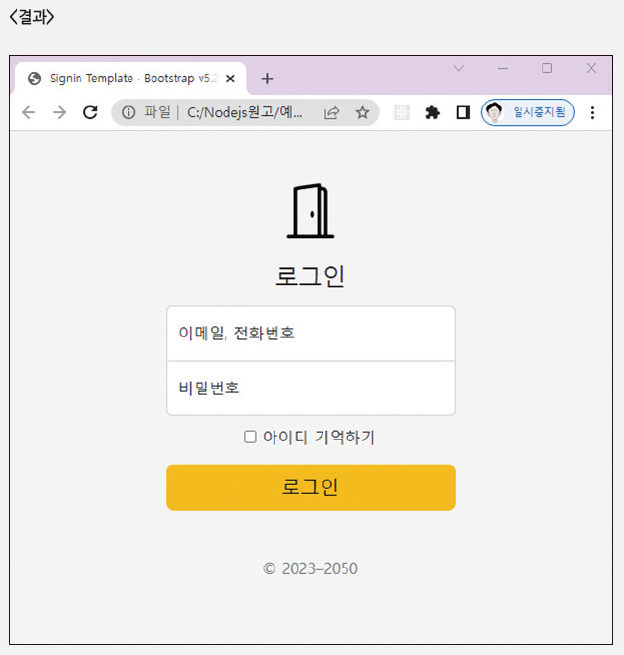 <결과>
Signin Template · Bootstrap v5.2
파일 | C:/Nodejs원고/예... 일시중지됨
로그인
이메일, 전화번호
비밀번호
아이디 기억하기
로그인
© 2023–2050